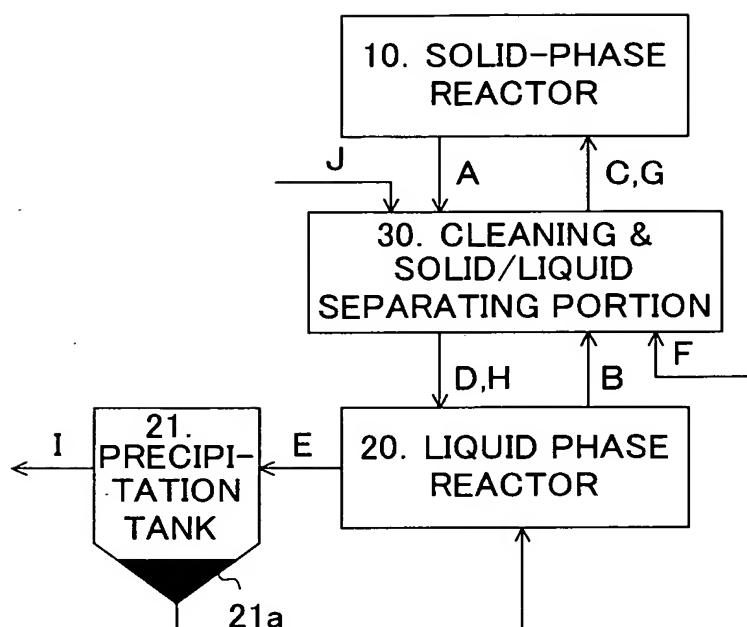 10. SOLID-PHASE
REACTOR
J
A
C,G
30. CLEANING &
SOLID/LIQUID
SEPARATING PORTION
F
D,H
B
I
21.
PRECIPI-
TATION
TANK
E
20. LIQUID PHASE
REACTOR
21a